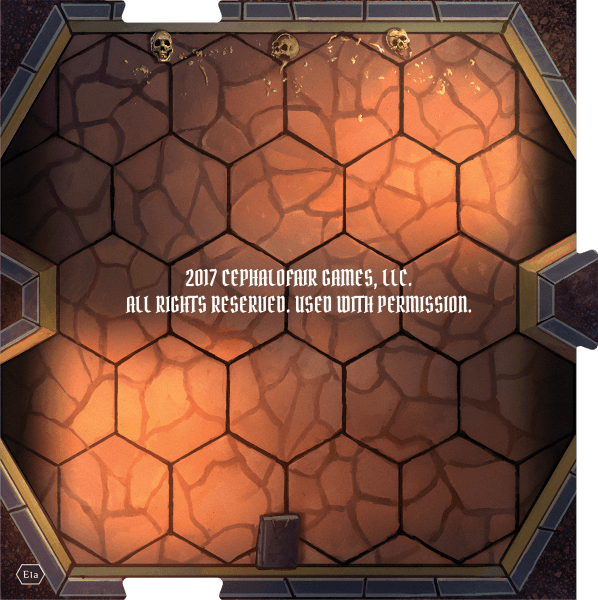 2017 CEPHALOFAIR GAMES, LLC.
ALL RIGHTS RESERVED. USED WITH PERMISSION.
E1a